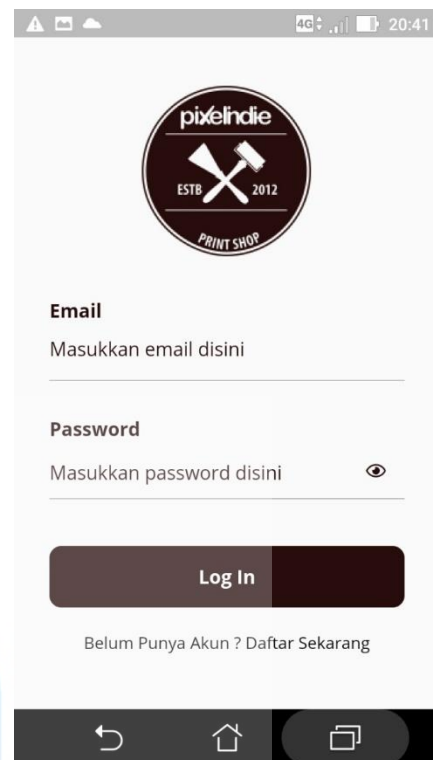 4G 20:41
pixelindie
ESTB 2012
PRINT SHOP
Email
Masukkan email disini
Password
Masukkan password disini
Log In
Belum Punya Akun ? Daftar Sekarang